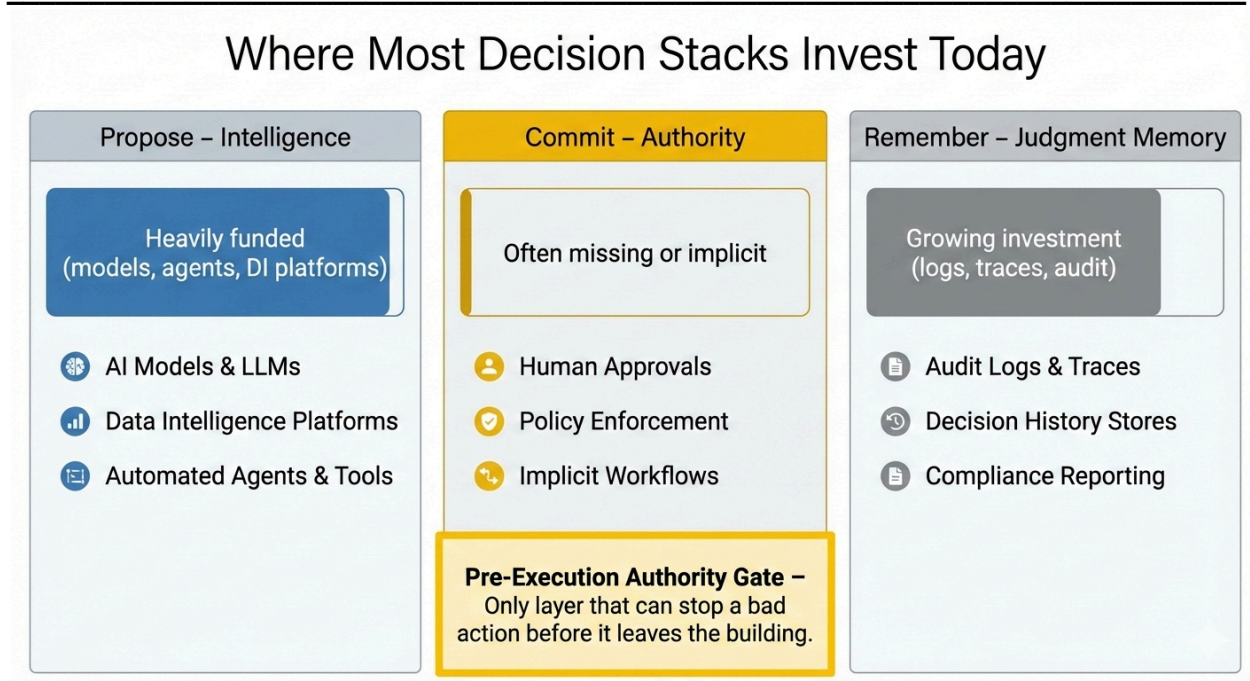 Where Most Decision Stacks Invest Today
Propose – Intelligence
Heavily funded
(models, agents, DI platforms)
AI Models & LLMs
Data Intelligence Platforms
Automated Agents & Tools
Commit – Authority
Often missing or implicit
Human Approvals
Policy Enforcement
Implicit Workflows
Pre-Execution Authority Gate –
Only layer that can stop a bad
action before it leaves the building.
Remember – Judgment Memory
Growing investment
(logs, traces, audit)
Audit Logs & Traces
Decision History Stores
Compliance Reporting